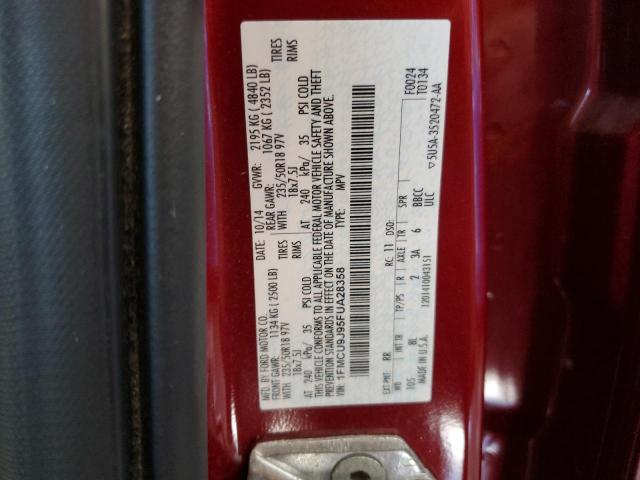 MFD. BY FORD MOTOR CO.
DATE: 10/14 GVWR: 2195 KG ( 4840 LB)
FRONT GAWR: 1134 KG ( 2500 LB) REAR GAWR: 1067 KG ( 2352 LB)
WITH 235/50R18 97V TIRES WITH 235/50R18 97V TIRES
18x7.5J RIMS 18x7.5J RIMS
AT 240 kPa/ 35 PSI COLD AT 240 kPa/ 35 PSI COLD
THIS VEHICLE CONFORMS TO ALL APPLICABLE FEDERAL MOTOR VEHICLE SAFETY AND THEFT
PREVENTION STANDARDS IN EFFECT ON THE DATE OF MANUFACTURE SHOWN ABOVE.
VIN: 1FMCU9J95FUA28358 TYPE: MPV
EXT PNT: RR RC: 11 DSO: F0024
T0134
WB INT TR TP/PS R AXLE TR SPR
105 BL 2 3A 6 BBCC
ULC
MADE IN U.S.A. 1201410043151 ▽5U5A-3520472-AA